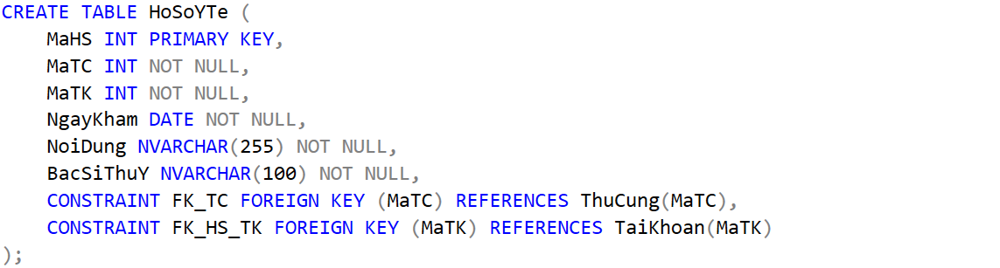 CREATE TABLE HoSoYTe (
    MaHS INT PRIMARY KEY,
    MaTC INT NOT NULL,
    MaTK INT NOT NULL,
    NgayKham DATE NOT NULL,
    NoiDung NVARCHAR(255) NOT NULL,
    BacSiThuY NVARCHAR(100) NOT NULL,
    CONSTRAINT FK_TC FOREIGN KEY (MaTC) REFERENCES ThuCung(MaTC),
    CONSTRAINT FK_HS_TK FOREIGN KEY (MaTK) REFERENCES TaiKhoan(MaTK)
);